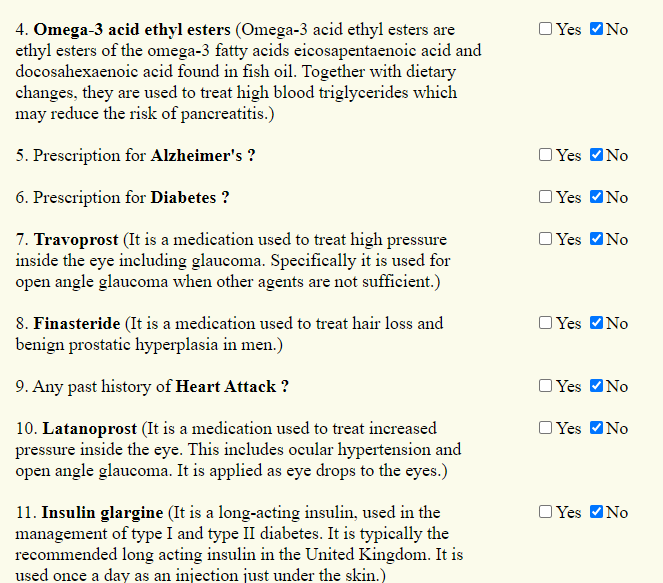 4. Omega-3 acid ethyl esters (Omega-3 acid ethyl esters are Yes No
ethyl esters of the omega-3 fatty acids eicosapentaenoic acid and
docosahexaenoic acid found in fish oil. Together with dietary
changes, they are used to treat high blood triglycerides which
may reduce the risk of pancreatitis.)
5. Prescription for Alzheimer's ? Yes No
6. Prescription for Diabetes ? Yes No
7. Travoprost (It is a medication used to treat high pressure Yes No
inside the eye including glaucoma. Specifically it is used for
open angle glaucoma when other agents are not sufficient.)
8. Finasteride (It is a medication used to treat hair loss and Yes No
benign prostatic hyperplasia in men.)
9. Any past history of Heart Attack ? Yes No
10. Latanoprost (It is a medication used to treat increased Yes No
pressure inside the eye. This includes ocular hypertension and
open angle glaucoma. It is applied as eye drops to the eyes.)
11. Insulin glargine (It is a long-acting insulin, used in the Yes No
management of type I and type II diabetes. It is typically the
recommended long acting insulin in the United Kingdom. It is
used once a day as an injection just under the skin.)